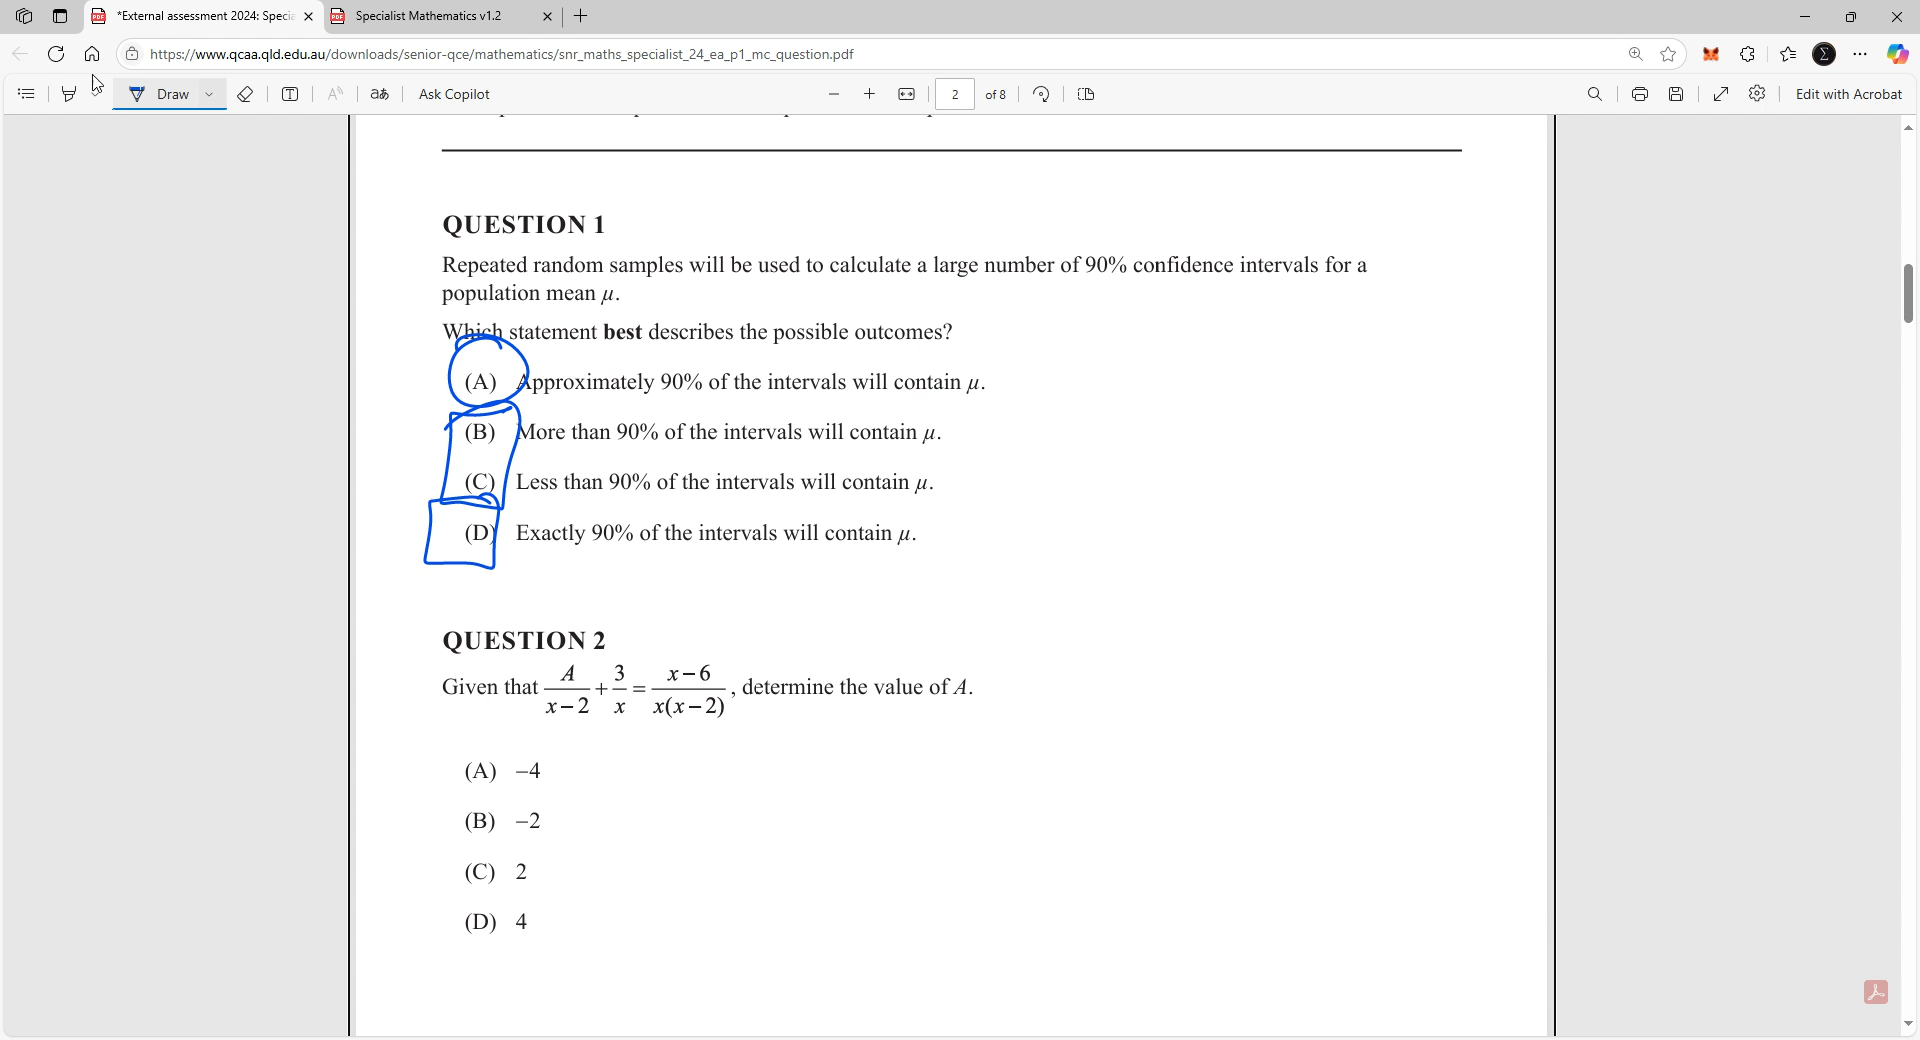 *External assessment 2024: Specia
Specialist Mathematics v1.2
https://www.qcaa.qld.edu.au/downloads/senior-qce/mathematics/snr_maths_specialist_24_ea_p1_mc_question.pdf
Draw
aあ
Ask Copilot
2 of 8
Edit with Acrobat
QUESTION 1
Repeated random samples will be used to calculate a large number of 90% confidence intervals for a
population mean μ.
Which statement best describes the possible outcomes?
(A) Approximately 90% of the intervals will contain μ.
(B) More than 90% of the intervals will contain μ.
(C) Less than 90% of the intervals will contain μ.
(D) Exactly 90% of the intervals will contain μ.
QUESTION 2
Given that A/(x−2) + 3/x = (x−6)/(x(x−2)), determine the value of A.
(A) −4
(B) −2
(C) 2
(D) 4